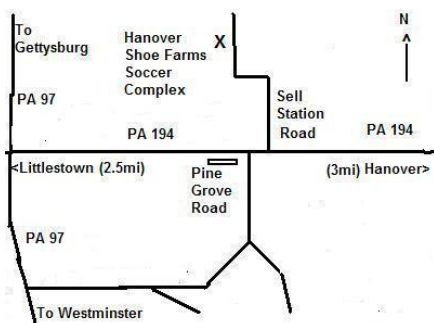 To
Gettysburg
Hanover
Shoe Farms
Soccer
Complex
X
N
PA 97
Sell
Station
Road
PA 194
PA 194
<Littlestown (2.5mi)
Pine
Grove
Road
(3mi) Hanover>
PA 97
To Westminster